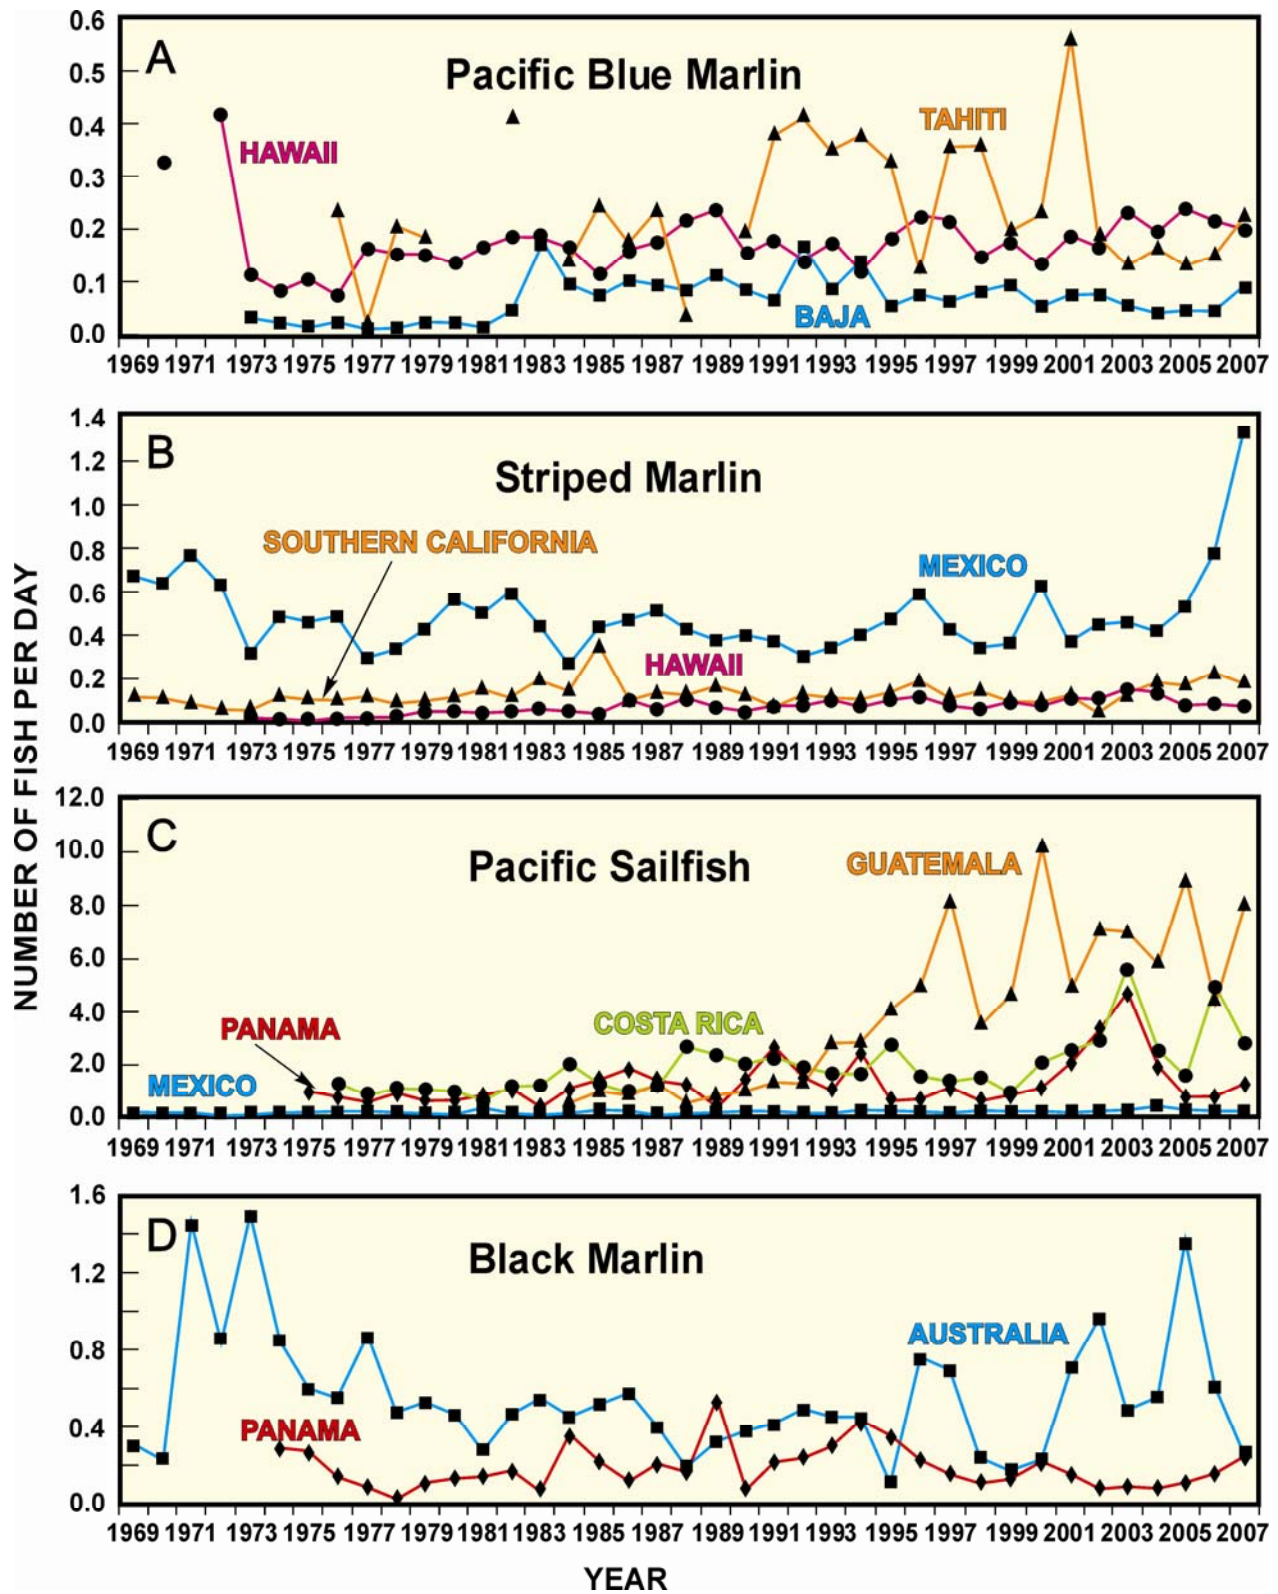 NUMBER OF FISH PER DAY
A
Pacific Blue Marlin
HAWAII
TAHITI
BAJA
0.6
0.5
0.4
0.3
0.2
0.1
0.0
1969 1971 1973 1975 1977 1979 1981 1983 1985 1987 1989 1991 1993 1995 1997 1999 2001 2003 2005 2007
B
Striped Marlin
SOUTHERN CALIFORNIA
MEXICO
HAWAII
1.4
1.2
1.0
0.8
0.6
0.4
0.2
0.0
1969 1971 1973 1975 1977 1979 1981 1983 1985 1987 1989 1991 1993 1995 1997 1999 2001 2003 2005 2007
C
Pacific Sailfish
GUATEMALA
PANAMA
COSTA RICA
MEXICO
12.0
10.0
8.0
6.0
4.0
2.0
1.0
0.0
1969 1971 1973 1975 1977 1979 1981 1983 1985 1987 1989 1991 1993 1995 1997 1999 2001 2003 2005 2007
D
Black Marlin
AUSTRALIA
PANAMA
1.6
1.2
0.8
0.4
0.0
1969 1971 1973 1975 1977 1979 1981 1983 1985 1987 1989 1991 1993 1995 1997 1999 2001 2003 2005 2007
YEAR